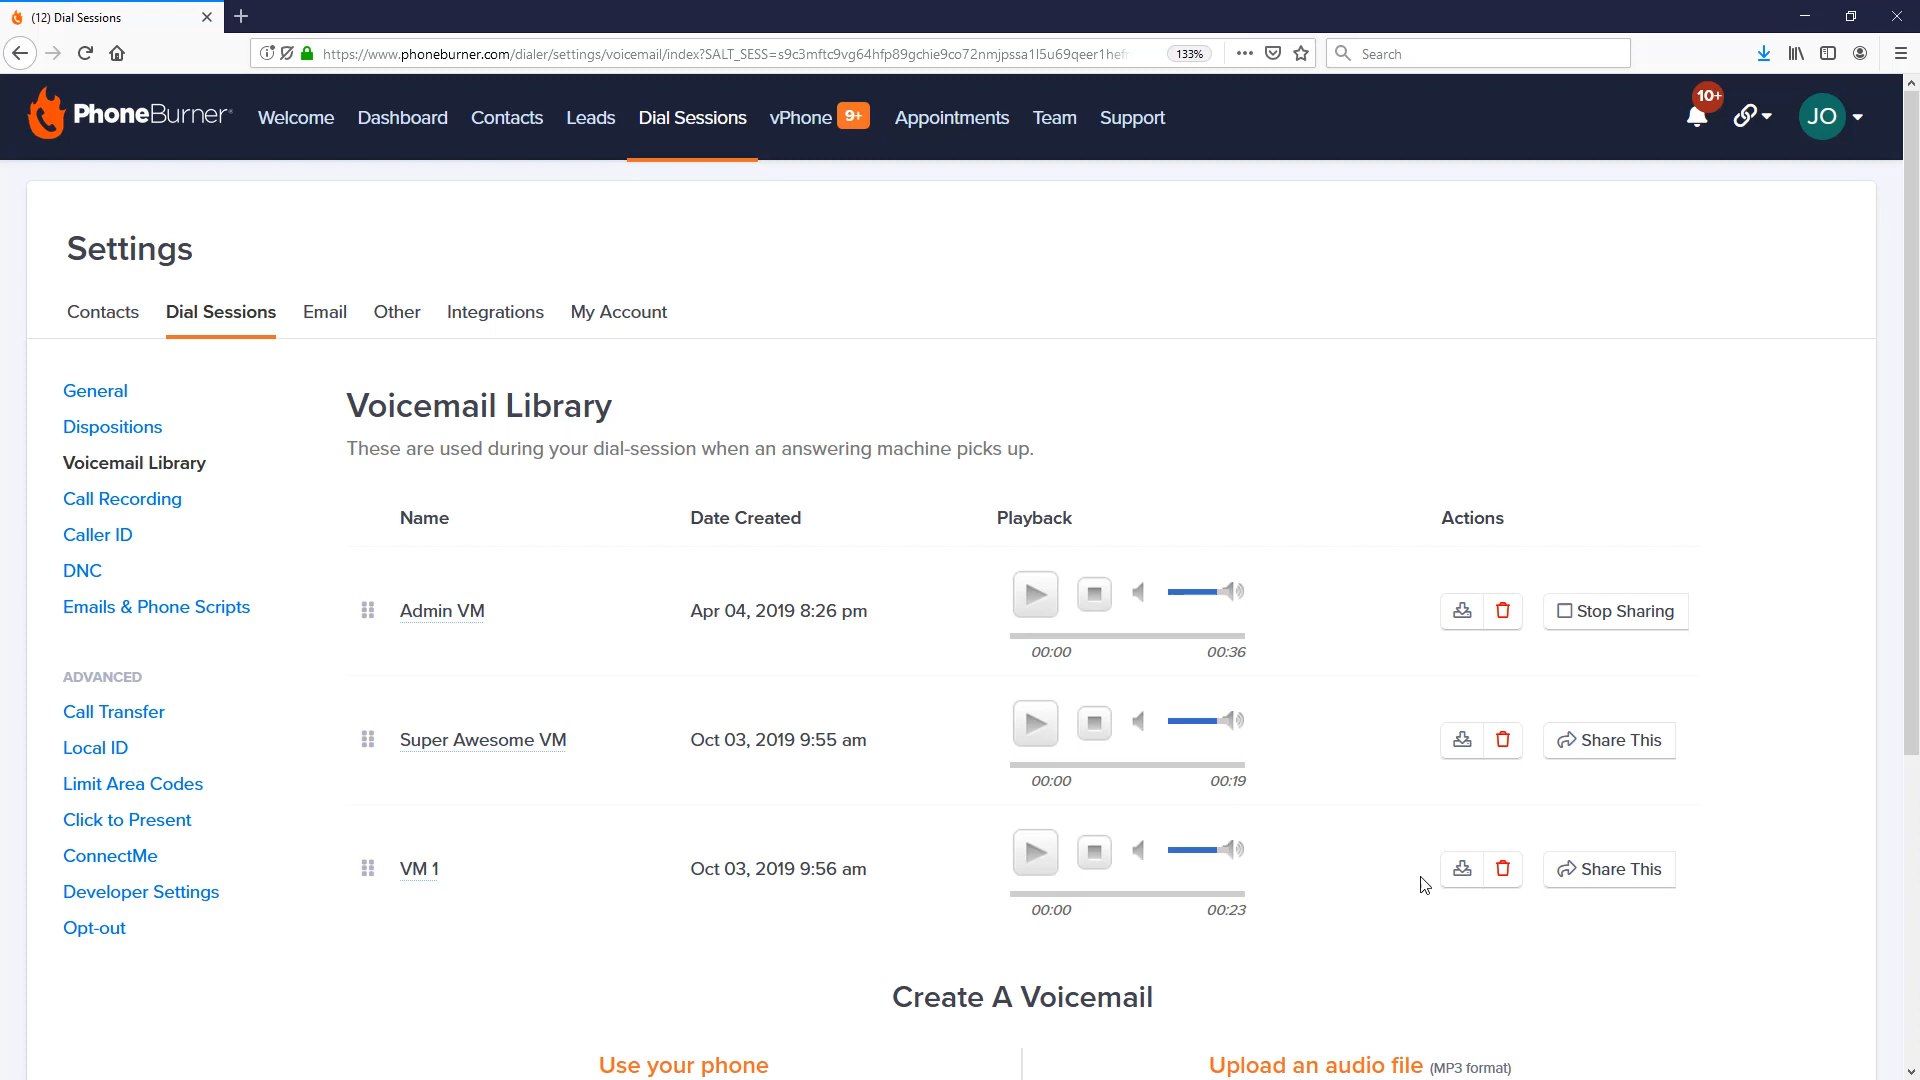 (12) Dial Sessions
https://www.phoneburner.com/dialer/settings/voicemail/index?SALT_SESS=s9c3mftc9vg64hfp89gchie9co72nmjpssa1l5u69qeer1hefr
133%
Search
PhoneBurner
Welcome
Dashboard
Contacts
Leads
Dial Sessions
vPhone
9+
Appointments
Team
Support
10+
JO
Settings
Contacts
Dial Sessions
Email
Other
Integrations
My Account
General
Dispositions
Voicemail Library
Call Recording
Caller ID
DNC
Emails & Phone Scripts
ADVANCED
Call Transfer
Local ID
Limit Area Codes
Click to Present
ConnectMe
Developer Settings
Opt-out
Voicemail Library
These are used during your dial-session when an answering machine picks up.
Name Date Created Playback Actions
Admin VM Apr 04, 2019 8:26 pm Stop Sharing
00:00 00:36
Super Awesome VM Oct 03, 2019 9:55 am Share This
00:00 00:19
VM 1 Oct 03, 2019 9:56 am Share This
00:00 00:23
Create A Voicemail
Use your phone
Upload an audio file (MP3 format)